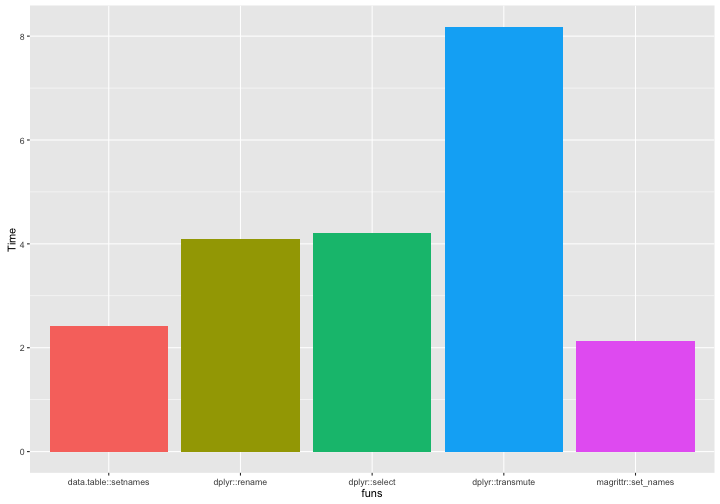 Time
8
6
4
2
0
data.table::setnames dplyr::rename dplyr::select dplyr::transmute magrittr::set_names
funs